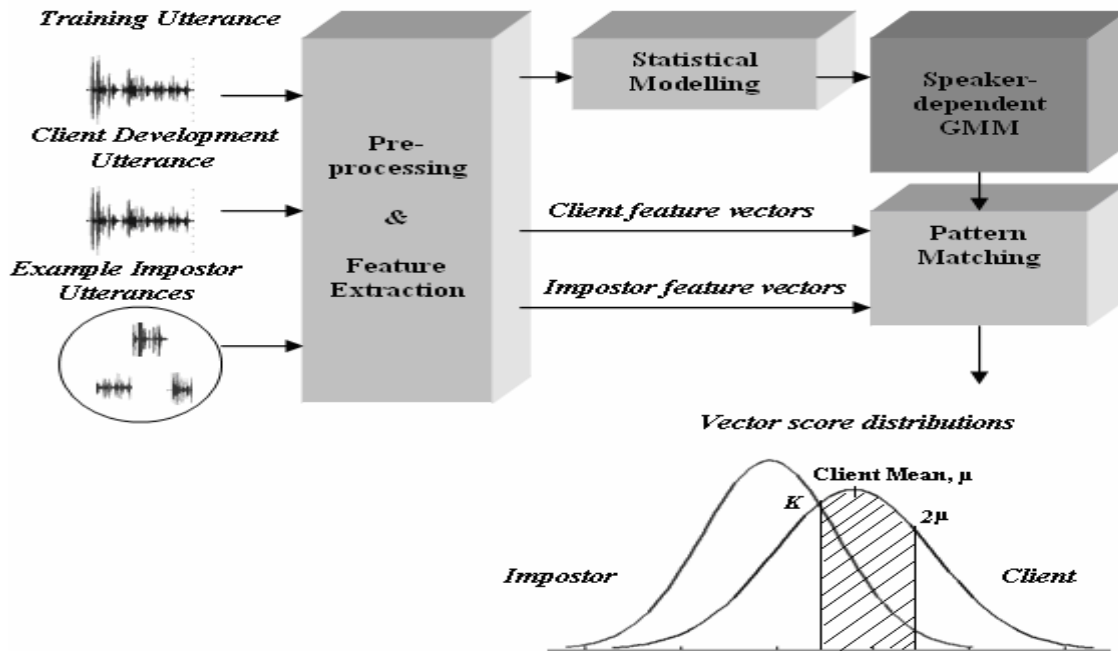 Training Utterance
Client Development
Utterance
Example Impostor
Utterances
Pre-
processing
&
Feature
Extraction
Statistical
Modelling
Speaker-
dependent
GMM
Client feature vectors
Impostor feature vectors
Pattern
Matching
Vector score distributions
Client Mean, μ
K
2μ
Impostor
Client